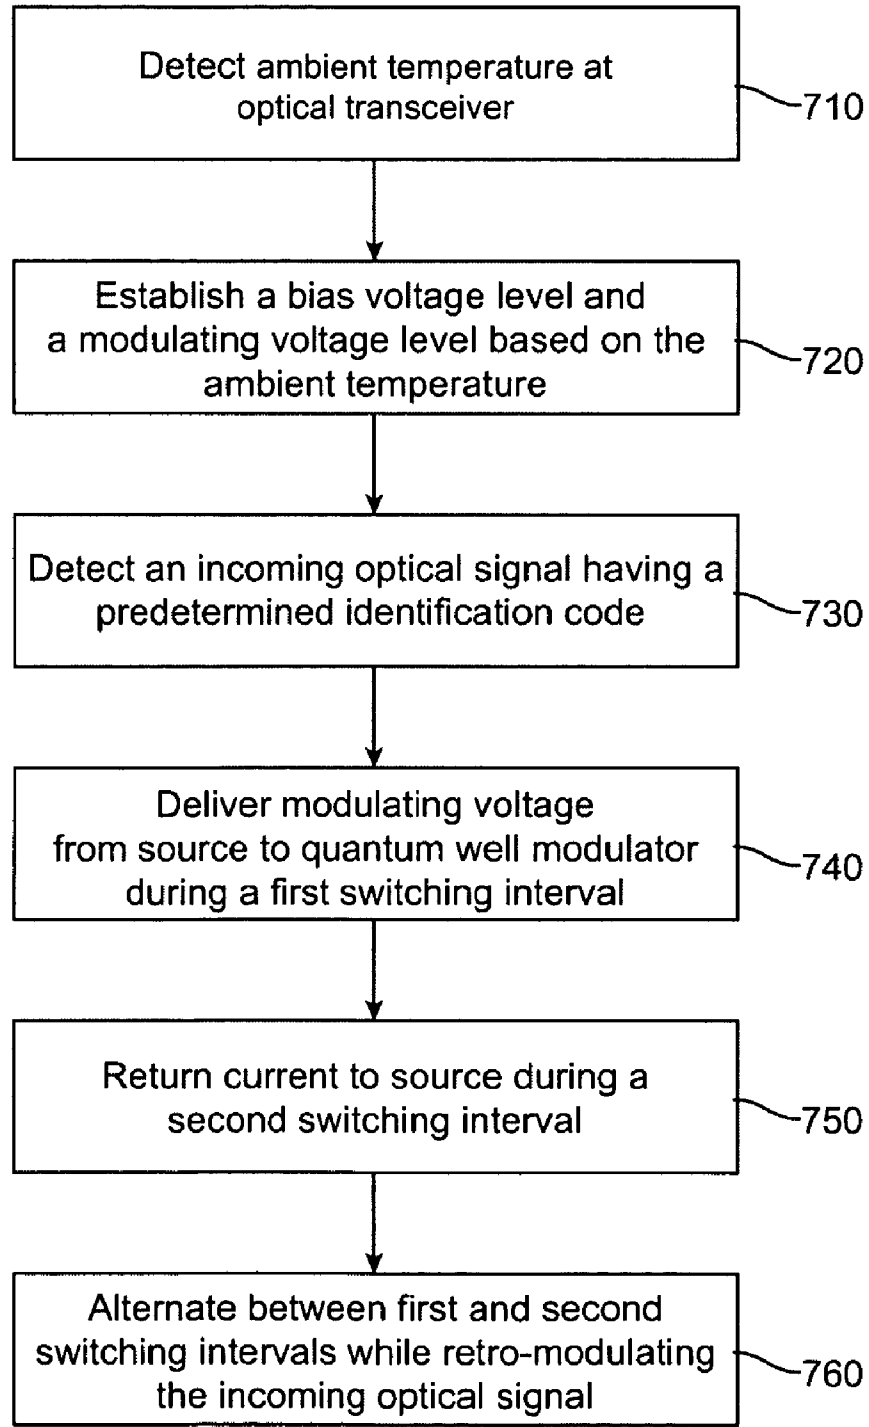 Detect ambient temperature at
optical transceiver
710
Establish a bias voltage level and
a modulating voltage level based on the
ambient temperature
720
Detect an incoming optical signal having a
predetermined identification code
730
Deliver modulating voltage
from source to quantum well modulator
during a first switching interval
740
Return current to source during a
second switching interval
750
Alternate between first and second
switching intervals while retro-modulating
the incoming optical signal
760